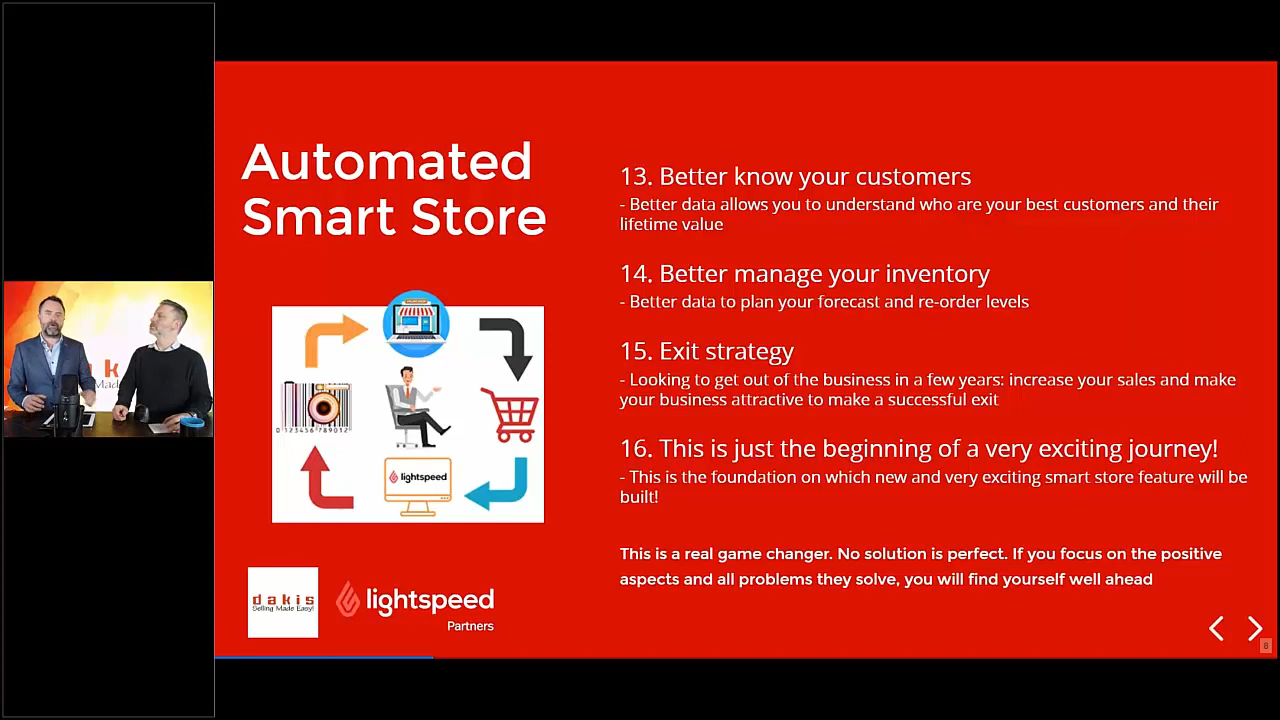 Automated
Smart Store
0 123456 789012
lightspeed
dakis
Selling Made Easy!
lightspeed
Partners
13. Better know your customers
- Better data allows you to understand who are your best customers and their
lifetime value
14. Better manage your inventory
- Better data to plan your forecast and re-order levels
15. Exit strategy
- Looking to get out of the business in a few years: increase your sales and make
your business attractive to make a successful exit
16. This is just the beginning of a very exciting journey!
- This is the foundation on which new and very exciting smart store feature will be
built!
This is a real game changer. No solution is perfect. If you focus on the positive
aspects and all problems they solve, you will find yourself well ahead
8